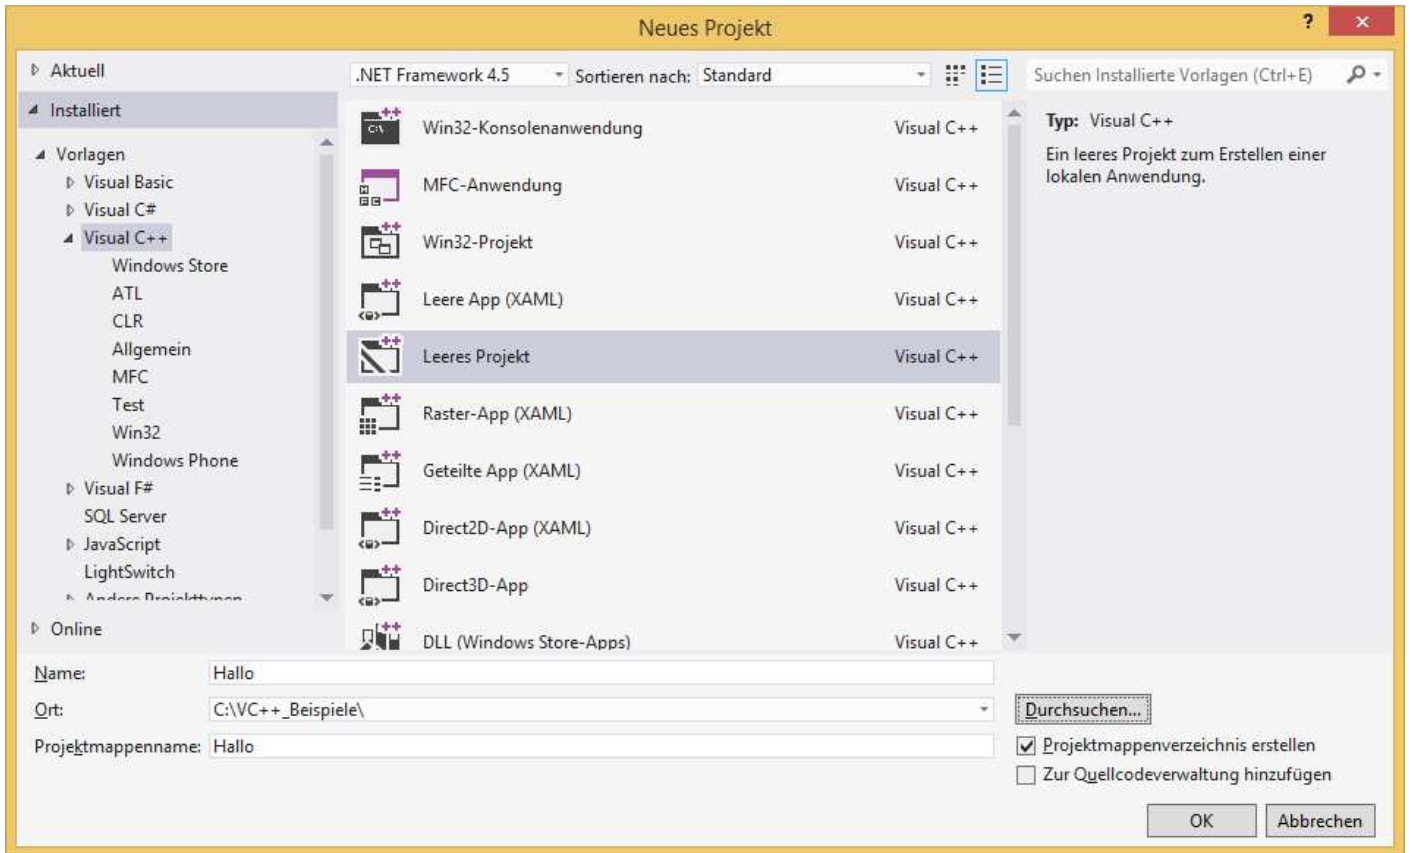 Neues Projekt
?
Aktuell
Installiert
Vorlagen
Visual Basic
Visual C#
Visual C++
Windows Store
ATL
CLR
Allgemein
MFC
Test
Win32
Windows Phone
Visual F#
SQL Server
JavaScript
LightSwitch
Andere Projekttypen
Online
.NET Framework 4.5
Sortieren nach: Standard
Suchen Installierte Vorlagen (Ctrl+E)
Win32-Konsolenanwendung Visual C++
MFC-Anwendung Visual C++
Win32-Projekt Visual C++
Leere App (XAML) Visual C++
Leeres Projekt Visual C++
Raster-App (XAML) Visual C++
Geteilte App (XAML) Visual C++
Direct2D-App (XAML) Visual C++
Direct3D-App Visual C++
DLL (Windows Store-Apps) Visual C++
Typ: Visual C++
Ein leeres Projekt zum Erstellen einer
lokalen Anwendung.
Name: Hallo
Ort: C:\VC++_Beispiele\
Durchsuchen...
Projektmappenname: Hallo
Projektmappenverzeichnis erstellen
Zur Quellcodeverwaltung hinzufügen
OK
Abbrechen